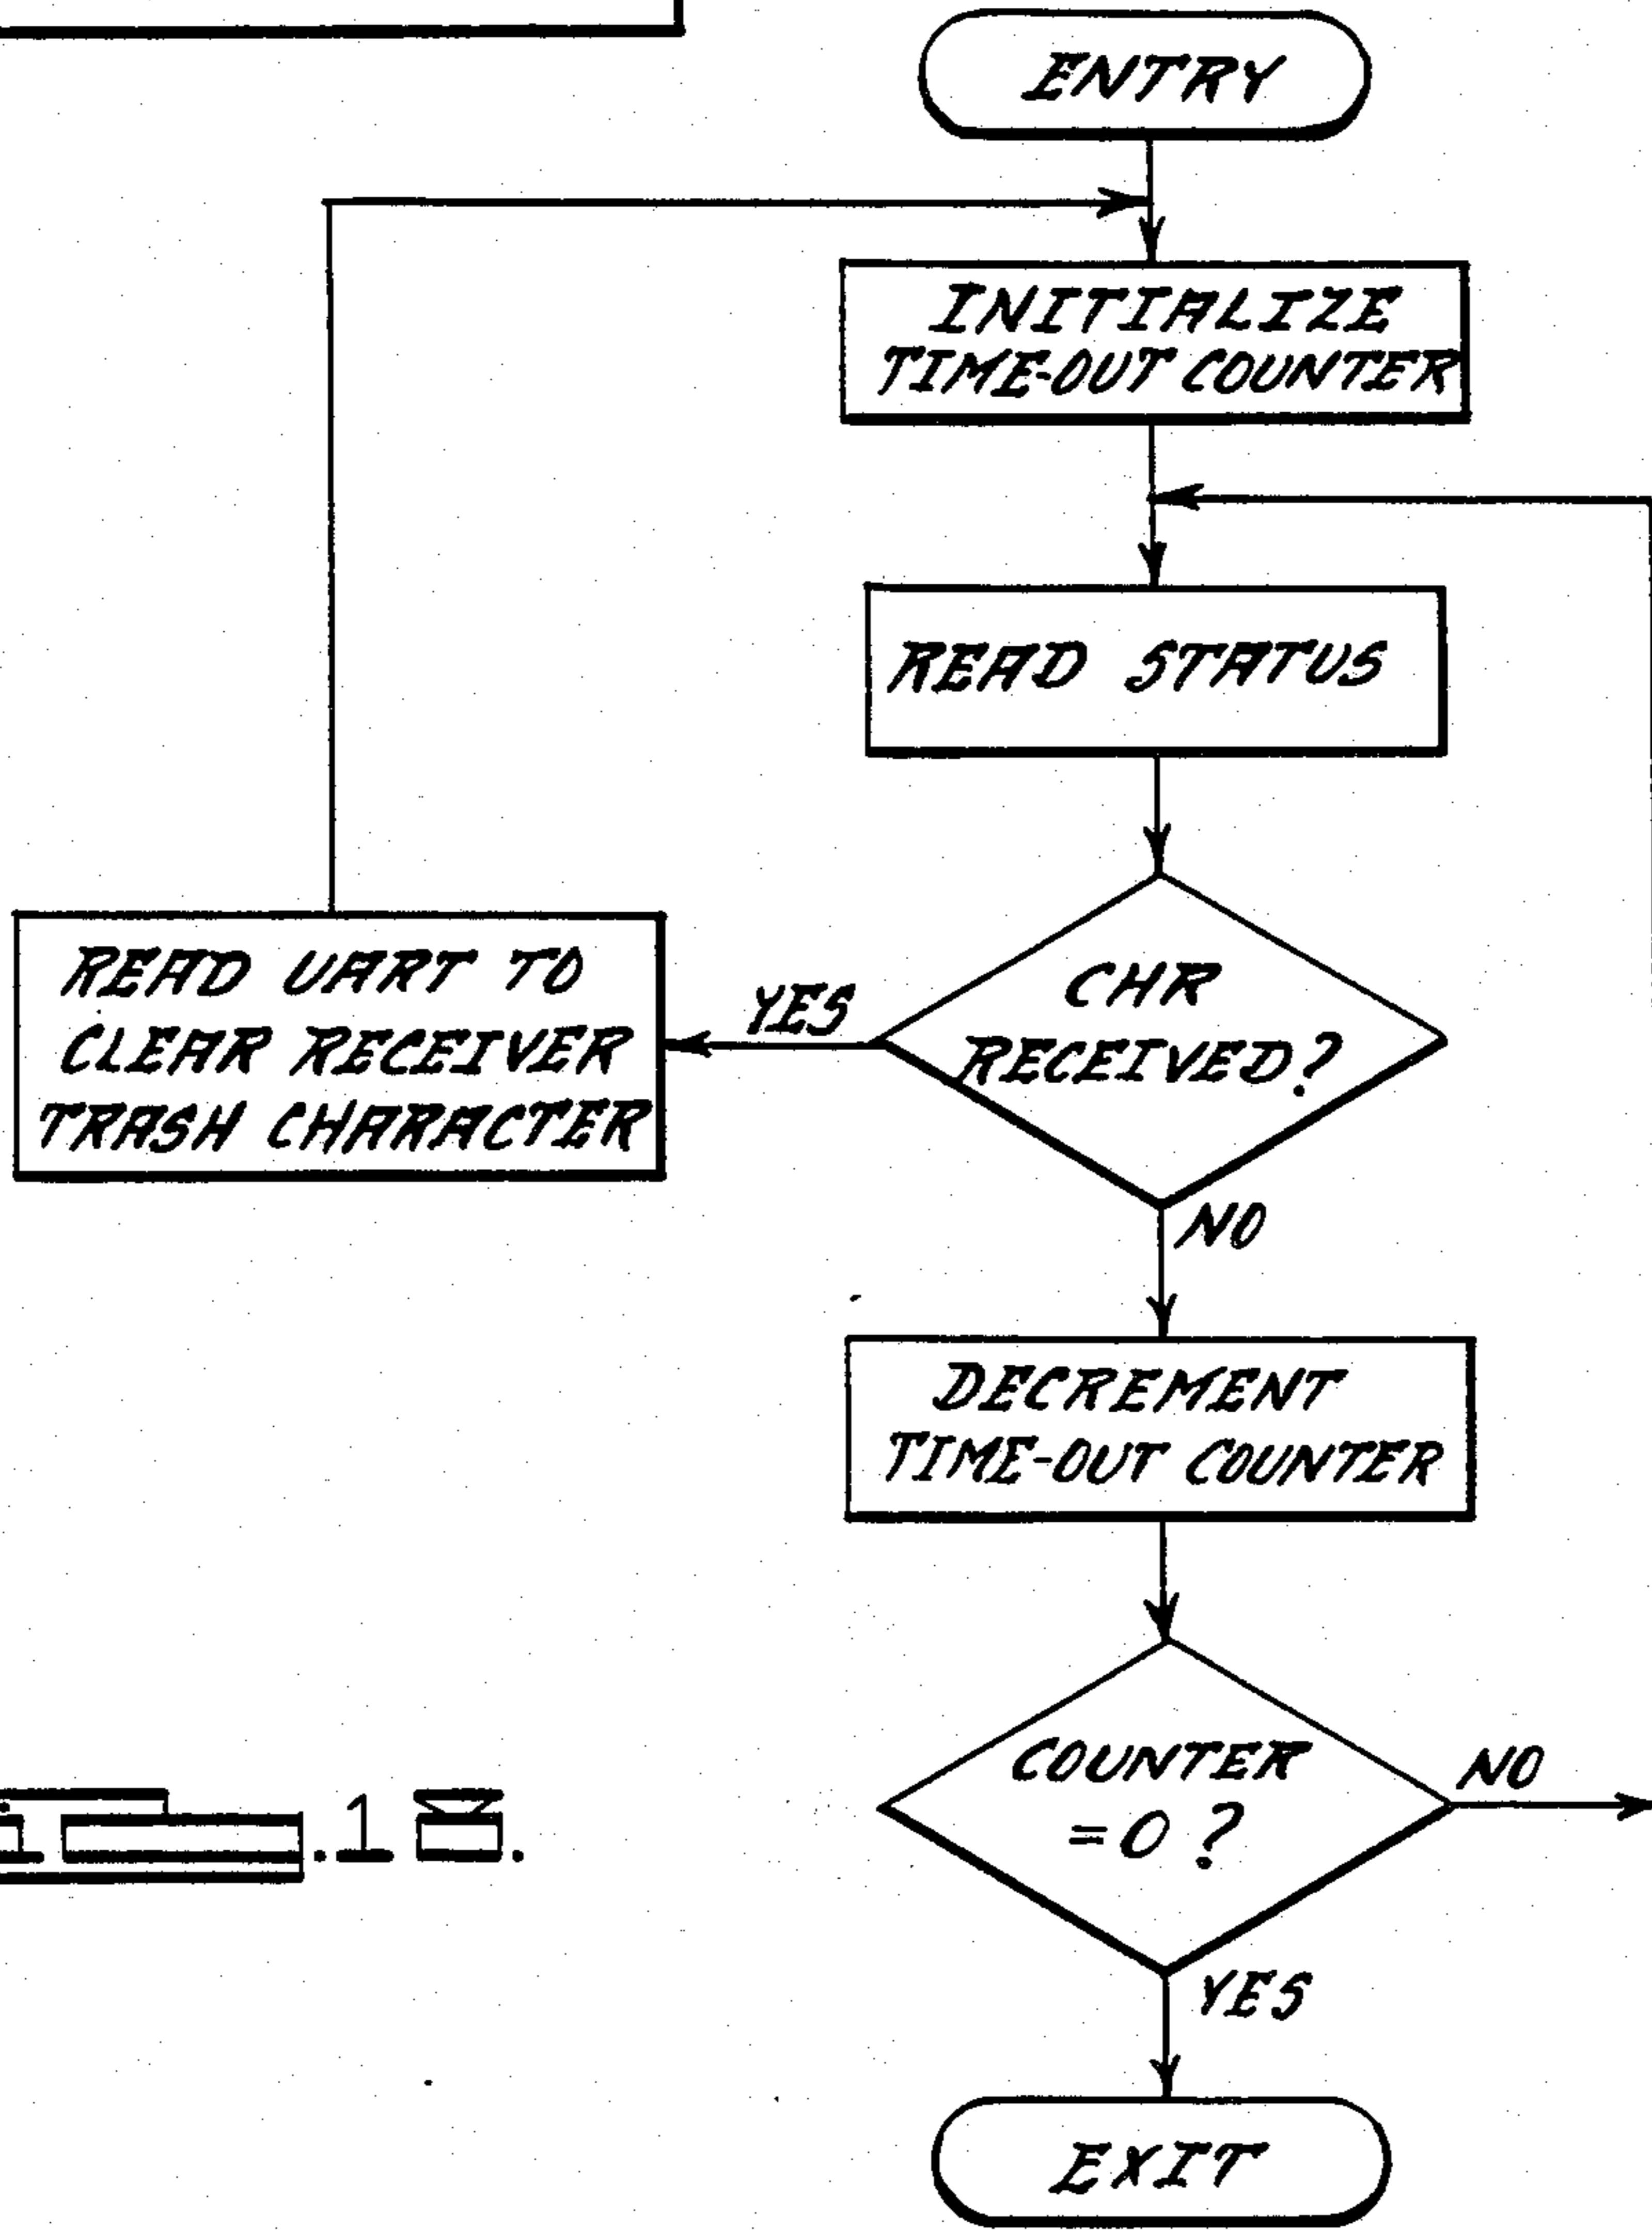 ENTRY
INITIALIZE
TIME-OUT COUNTER
READ STATUS
CHR
RECEIVED?
YES
READ UART TO
CLEAR RECEIVER
TRASH CHARACTER
NO
DECREMENT
TIME-OUT COUNTER
COUNTER
=0?
NO
YES
EXIT